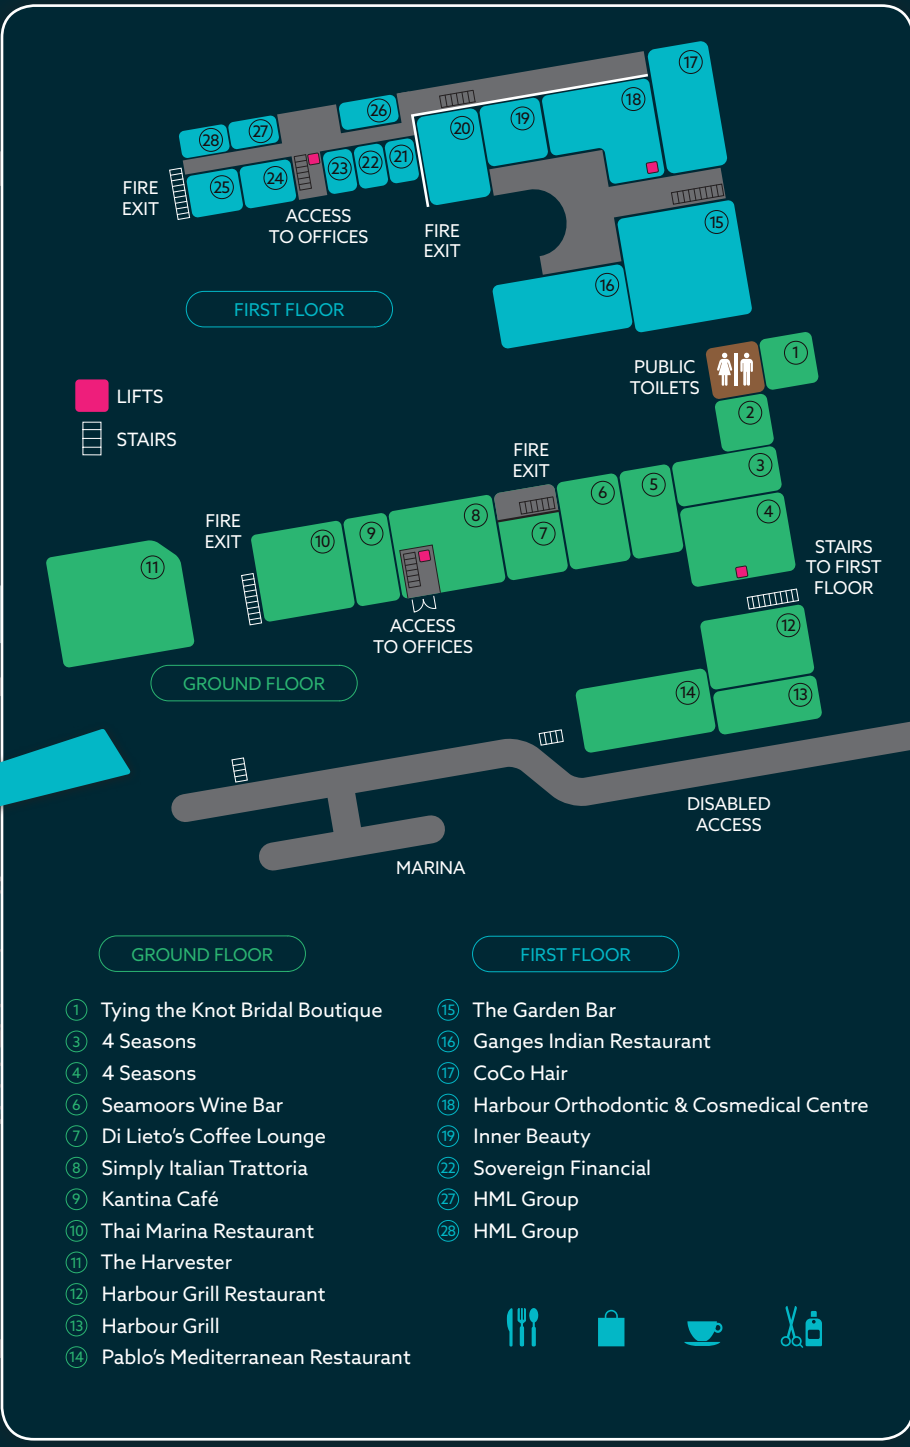 17
18
26
19
20
27
28
21
22
23
24
25
FIRE
EXIT
ACCESS
TO OFFICES
FIRE
EXIT
15
16
FIRST FLOOR
1
PUBLIC
TOILETS
LIFTS
2
STAIRS
FIRE
EXIT
3
5
6
4
8
FIRE
EXIT
9
7
10
11
STAIRS
TO FIRST
FLOOR
ACCESS
TO OFFICES
12
GROUND FLOOR
14
13
DISABLED
ACCESS
MARINA
GROUND FLOOR
1 Tying the Knot Bridal Boutique
3 4 Seasons
4 4 Seasons
6 Seamoors Wine Bar
7 Di Lieto's Coffee Lounge
8 Simply Italian Trattoria
9 Kantina Café
10 Thai Marina Restaurant
11 The Harvester
12 Harbour Grill Restaurant
13 Harbour Grill
14 Pablo's Mediterranean Restaurant
FIRST FLOOR
15 The Garden Bar
16 Ganges Indian Restaurant
17 CoCo Hair
18 Harbour Orthodontic & Cosmedical Centre
19 Inner Beauty
22 Sovereign Financial
27 HML Group
28 HML Group